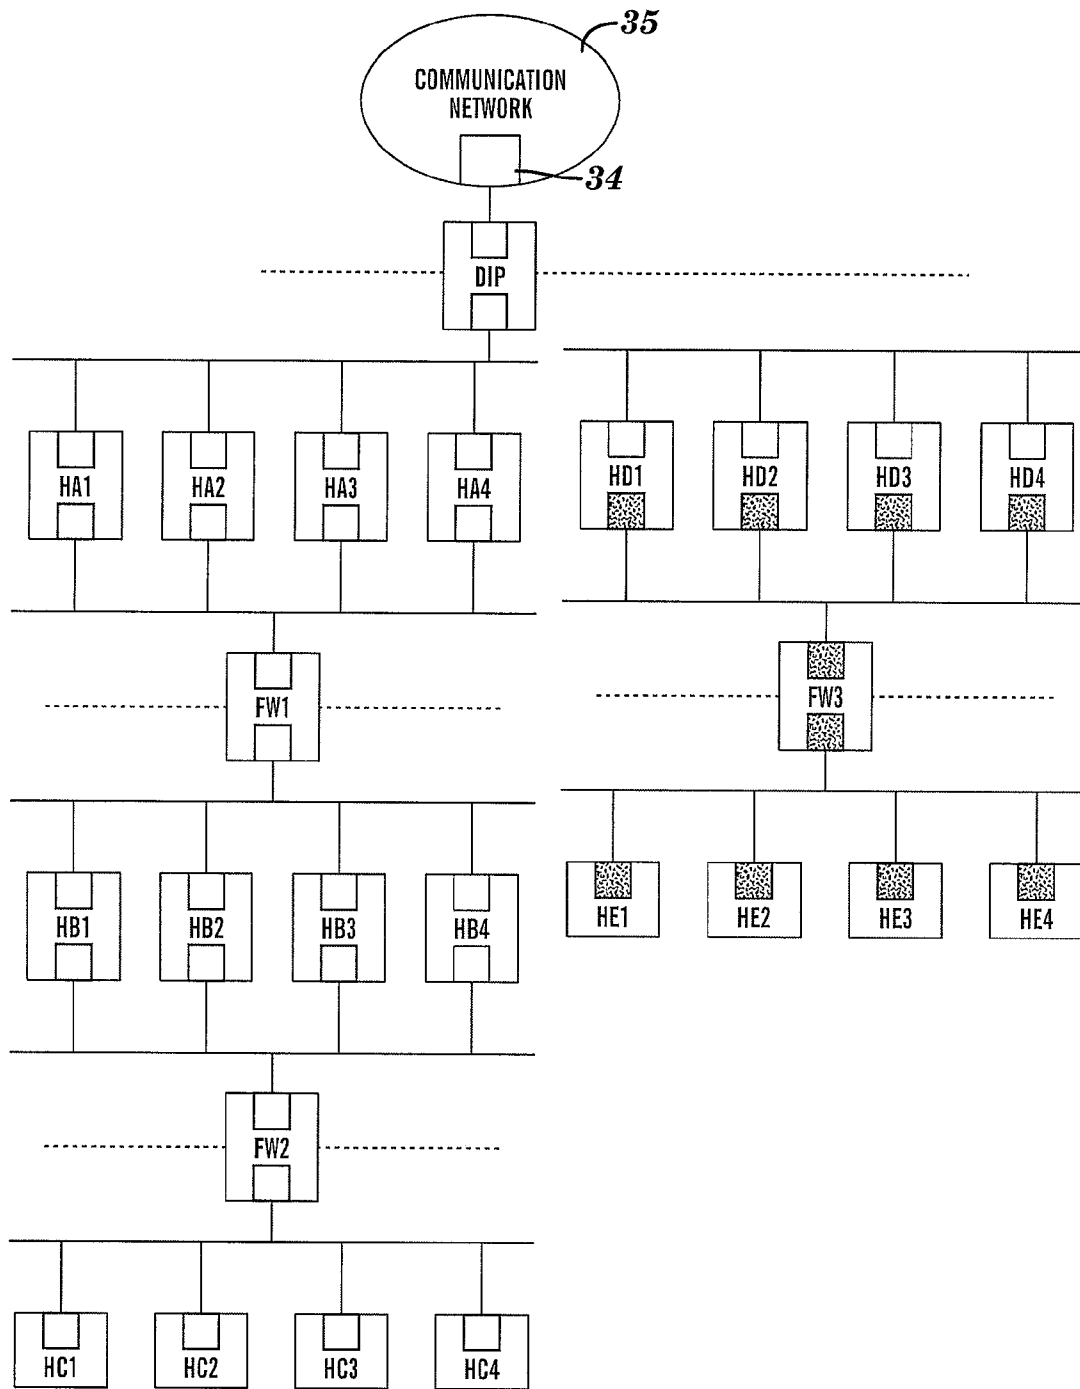 35
COMMUNICATION
NETWORK
34
DIP
HA1
HA2
HA3
HA4
HD1
HD2
HD3
HD4
FW1
FW3
HB1
HB2
HB3
HB4
HE1
HE2
HE3
HE4
FW2
HC1
HC2
HC3
HC4